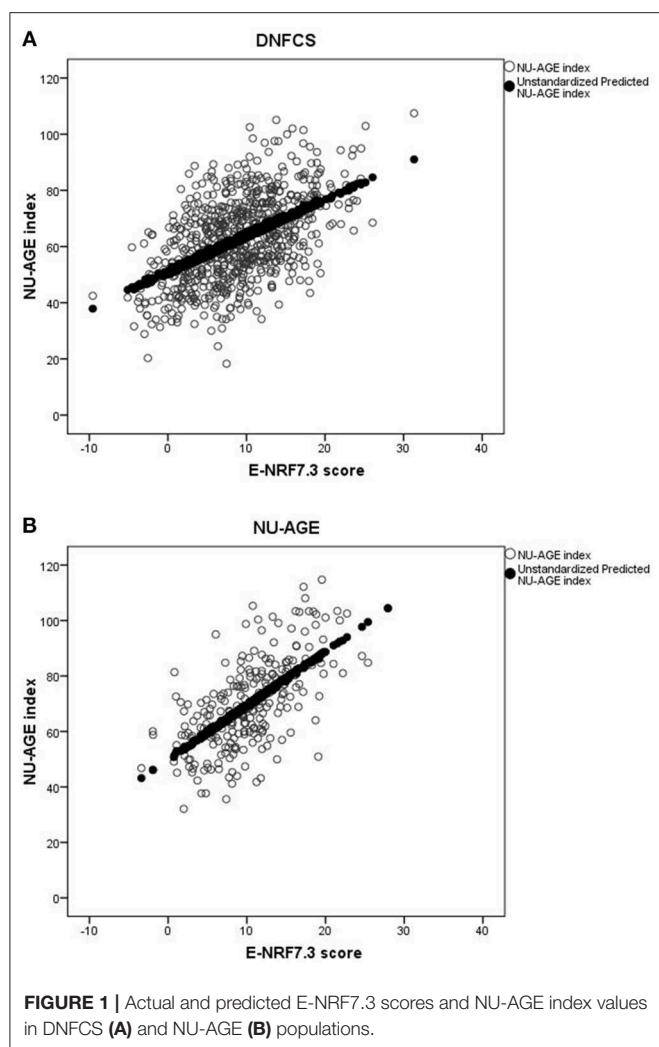 A
DNFCS
NU-AGE index
Unstandardized Predicted
NU-AGE index
120
100
80
60
40
20
0
NU-AGE index
-10 0 10 20 30 40
E-NRF7.3 score
B
NU-AGE
NU-AGE index
Unstandardized Predicted
NU-AGE index
120
100
80
60
40
20
0
NU-AGE index
-10 0 10 20 30 40
E-NRF7.3 score
FIGURE 1 | Actual and predicted E-NRF7.3 scores and NU-AGE index values
in DNFCS (A) and NU-AGE (B) populations.